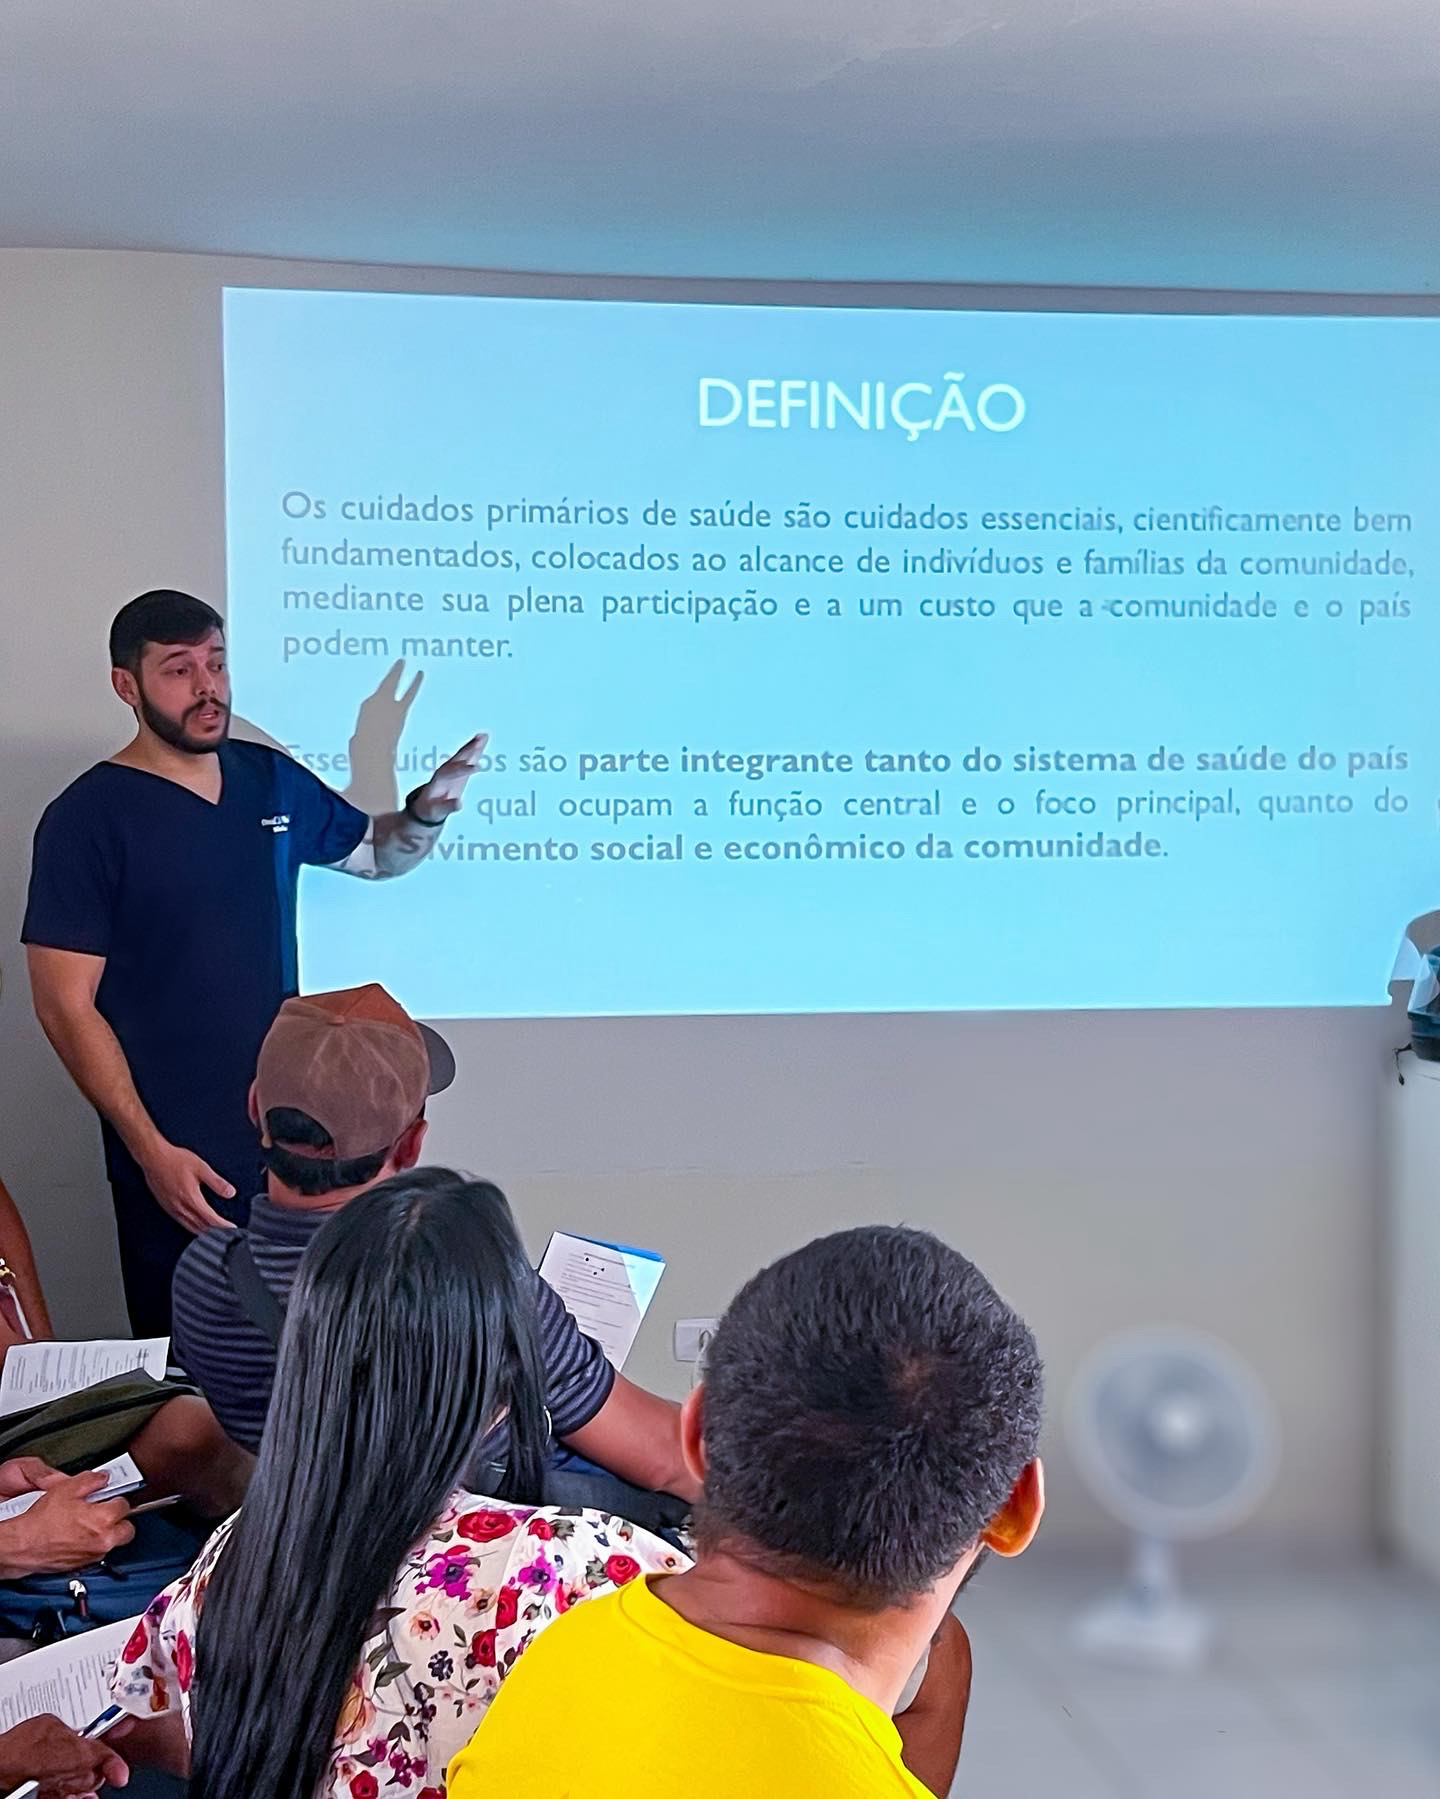 DEFINIÇÃO
Os cuidados primários de saúde são cuidados essenciais, cientificamente bem
fundamentados, colocados ao alcance de indivíduos e famílias da comunidade,
mediante sua plena participação e a um custo que a comunidade e o país
podem manter.
são parte integrante tanto do sistema de saúde do país
qual ocupam a função central e o foco principal, quanto do
lvimento social e econômico da comunidade.